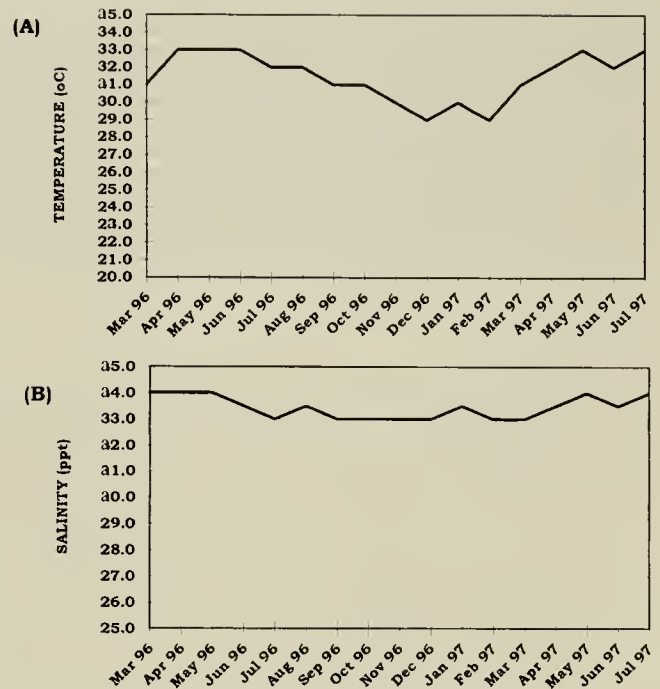 (A)
TEMPERATURE (oC)
35.0
34.0
33.0
32.0
31.0
30.0
29.0
28.0
27.0
26.0
25.0
24.0
23.0
22.0
21.0
20.0
Mar 96
Apr 96
May 96
Jun 96
Jul 96
Aug 96
Sep 96
Oct 96
Nov 96
Dec 96
Jan 97
Feb 97
Mar 97
Apr 97
May 97
Jun 97
Jul 97
(B)
SALINITY (ppt)
35.0
34.0
33.0
32.0
31.0
30.0
29.0
28.0
27.0
26.0
25.0
Mar 96
Apr 96
May 96
Jun 96
Jul 96
Aug 96
Sep 96
Oct 96
Nov 96
Dec 96
Jan 97
Feb 97
Mar 97
Apr 97
May 97
Jun 97
Jul 97